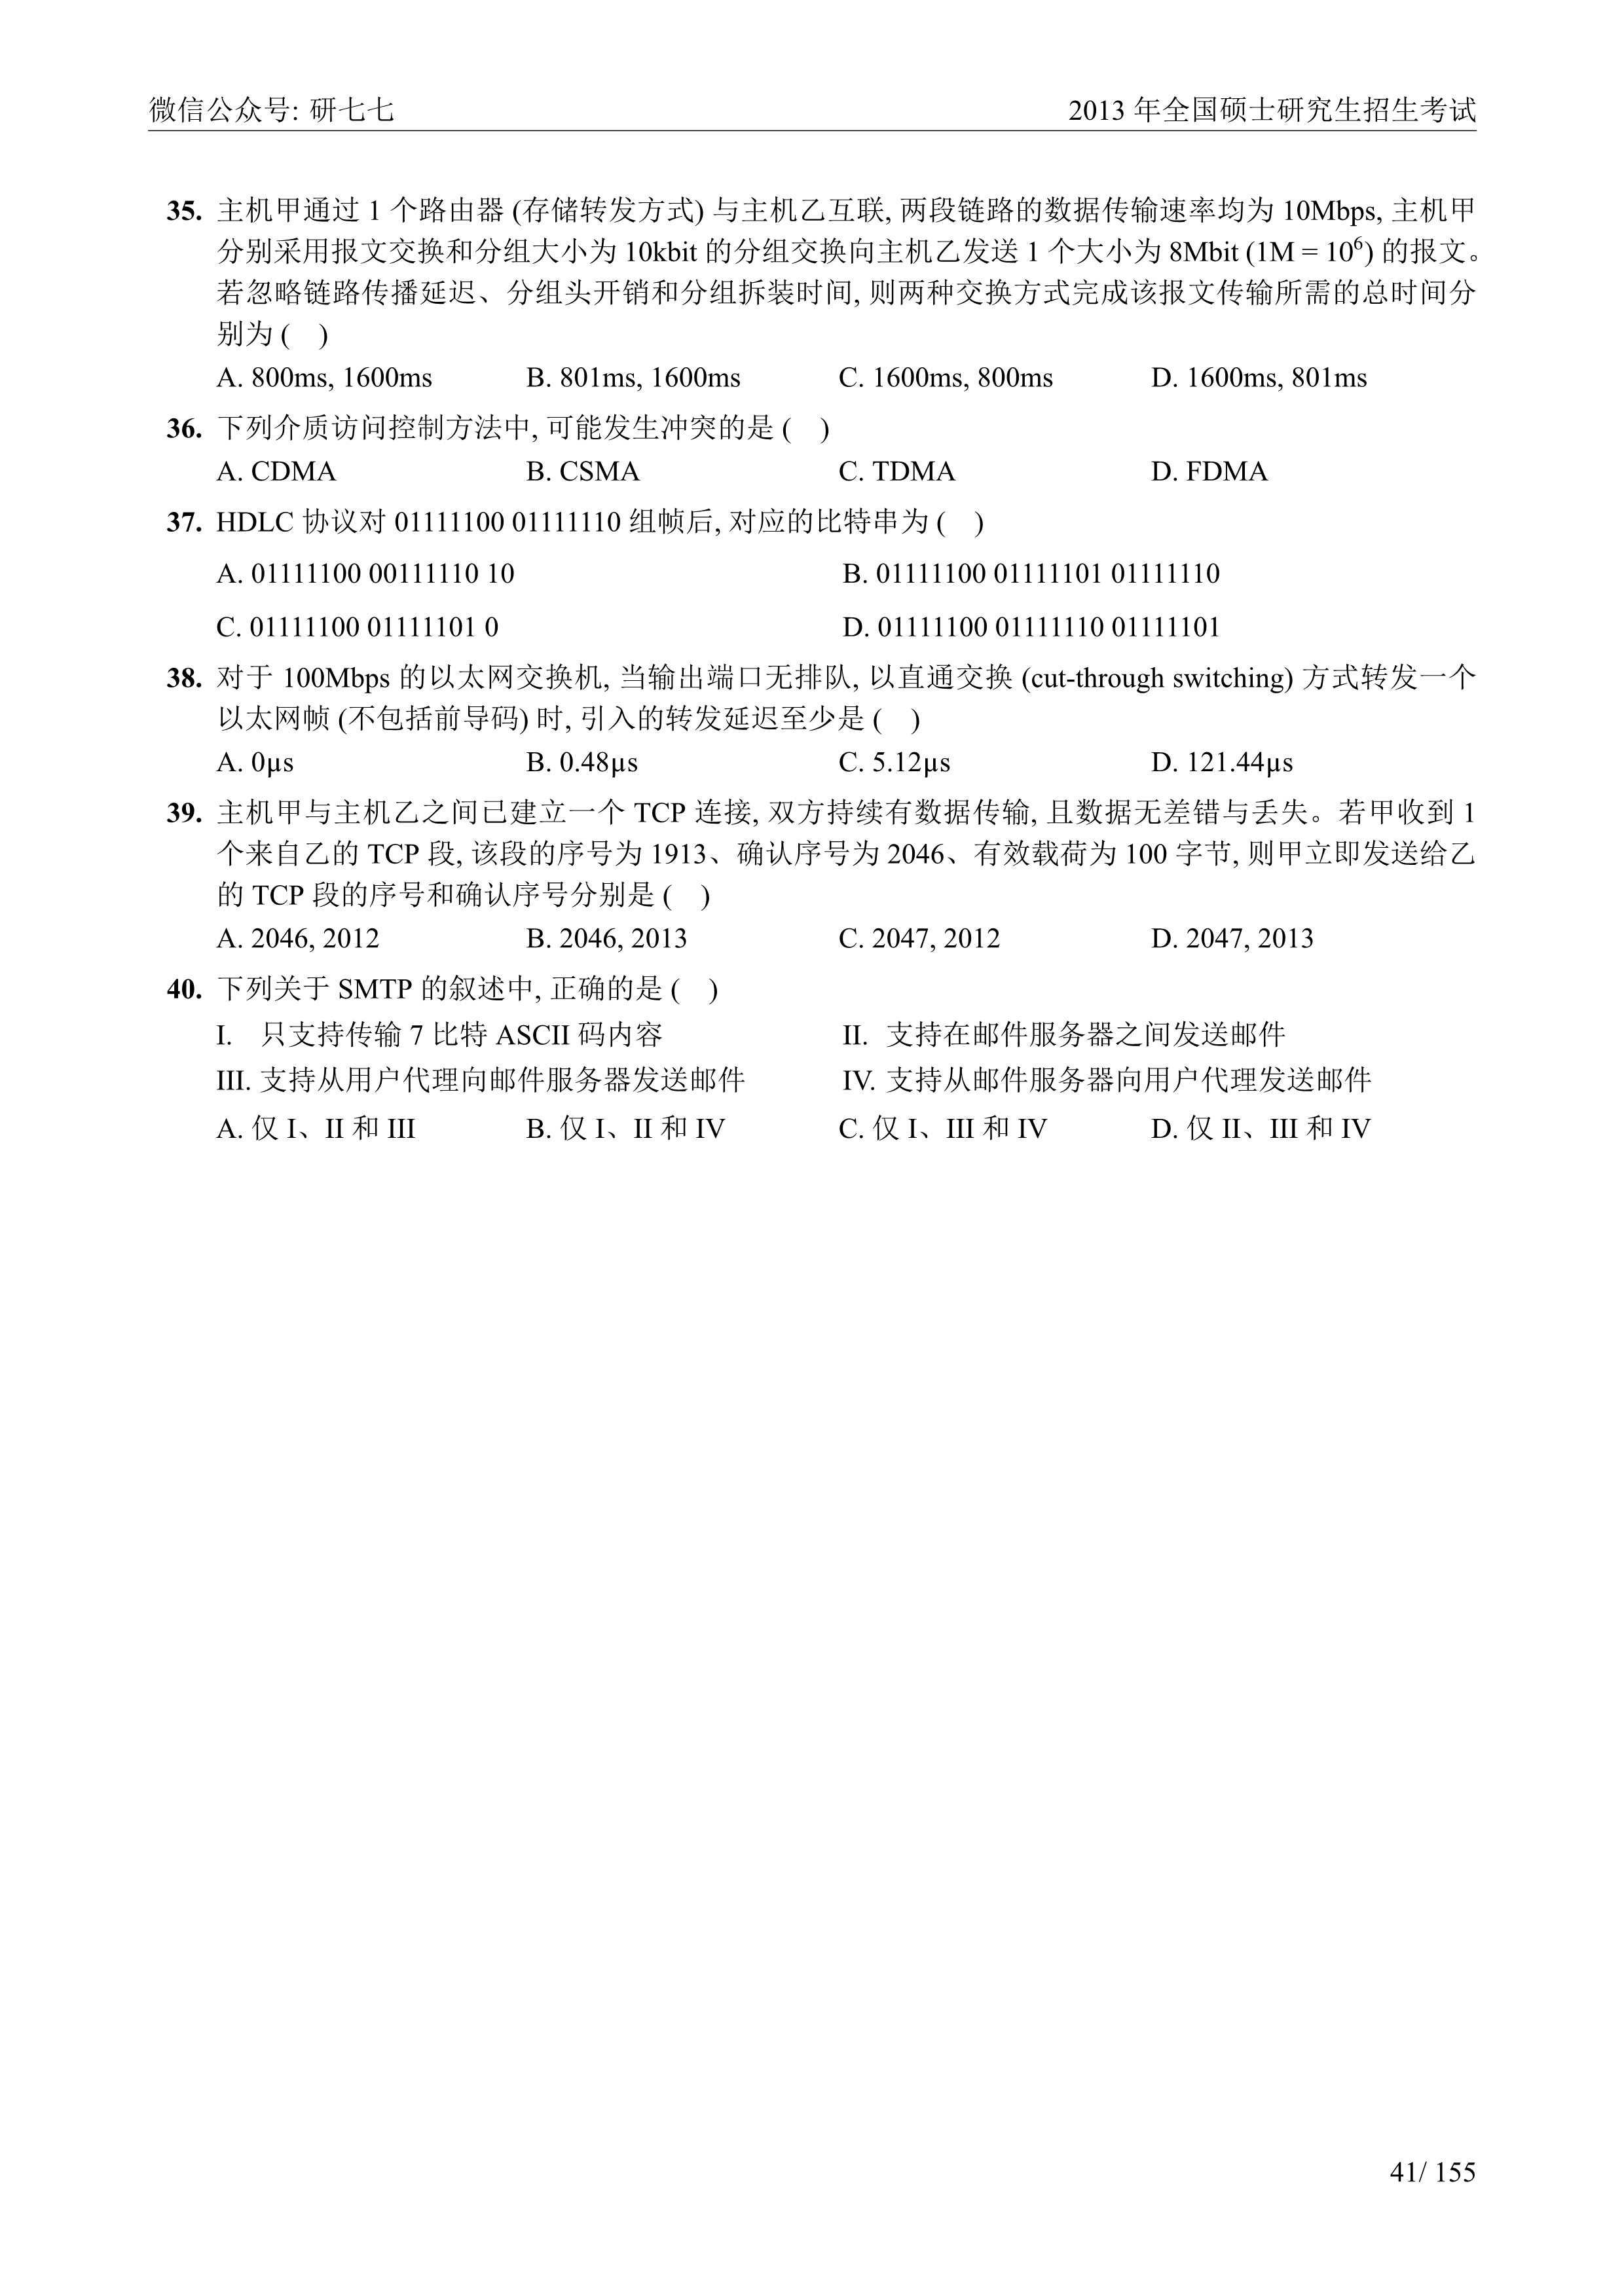 微信公众号: 研七七
2013 年全国硕士研究生招生考试
35. 主机甲通过 1 个路由器 (存储转发方式) 与主机乙互联, 两段链路的数据传输速率均为 10Mbps, 主机甲
分别采用报文交换和分组大小为 10kbit 的分组交换向主机乙发送 1 个大小为 8Mbit (1M = 10⁶) 的报文。
若忽略链路传播延迟、分组头开销和分组拆装时间, 则两种交换方式完成该报文传输所需的总时间分
别为 ( )
A. 800ms, 1600ms B. 801ms, 1600ms C. 1600ms, 800ms D. 1600ms, 801ms
36. 下列介质访问控制方法中, 可能发生冲突的是 ( )
A. CDMA B. CSMA C. TDMA D. FDMA
37. HDLC 协议对 01111100 01111110 组帧后, 对应的比特串为 ( )
A. 01111100 00111110 10 B. 01111100 01111101 01111110
C. 01111100 01111101 0 D. 01111100 01111110 01111101
38. 对于 100Mbps 的以太网交换机, 当输出端口无排队, 以直通交换 (cut-through switching) 方式转发一个
以太网帧 (不包括前导码) 时, 引入的转发延迟至少是 ( )
A. 0µs B. 0.48µs C. 5.12µs D. 121.44µs
39. 主机甲与主机乙之间已建立一个 TCP 连接, 双方持续有数据传输, 且数据无差错与丢失。若甲收到 1
个来自乙的 TCP 段, 该段的序号为 1913、确认序号为 2046、有效载荷为 100 字节, 则甲立即发送给乙
的 TCP 段的序号和确认序号分别是 ( )
A. 2046, 2012 B. 2046, 2013 C. 2047, 2012 D. 2047, 2013
40. 下列关于 SMTP 的叙述中, 正确的是 ( )
I. 只支持传输 7 比特 ASCII 码内容 II. 支持在邮件服务器之间发送邮件
III. 支持从用户代理向邮件服务器发送邮件 IV. 支持从邮件服务器向用户代理发送邮件
A. 仅 I、II 和 III B. 仅 I、II 和 IV C. 仅 I、III 和 IV D. 仅 II、III 和 IV
41/ 155